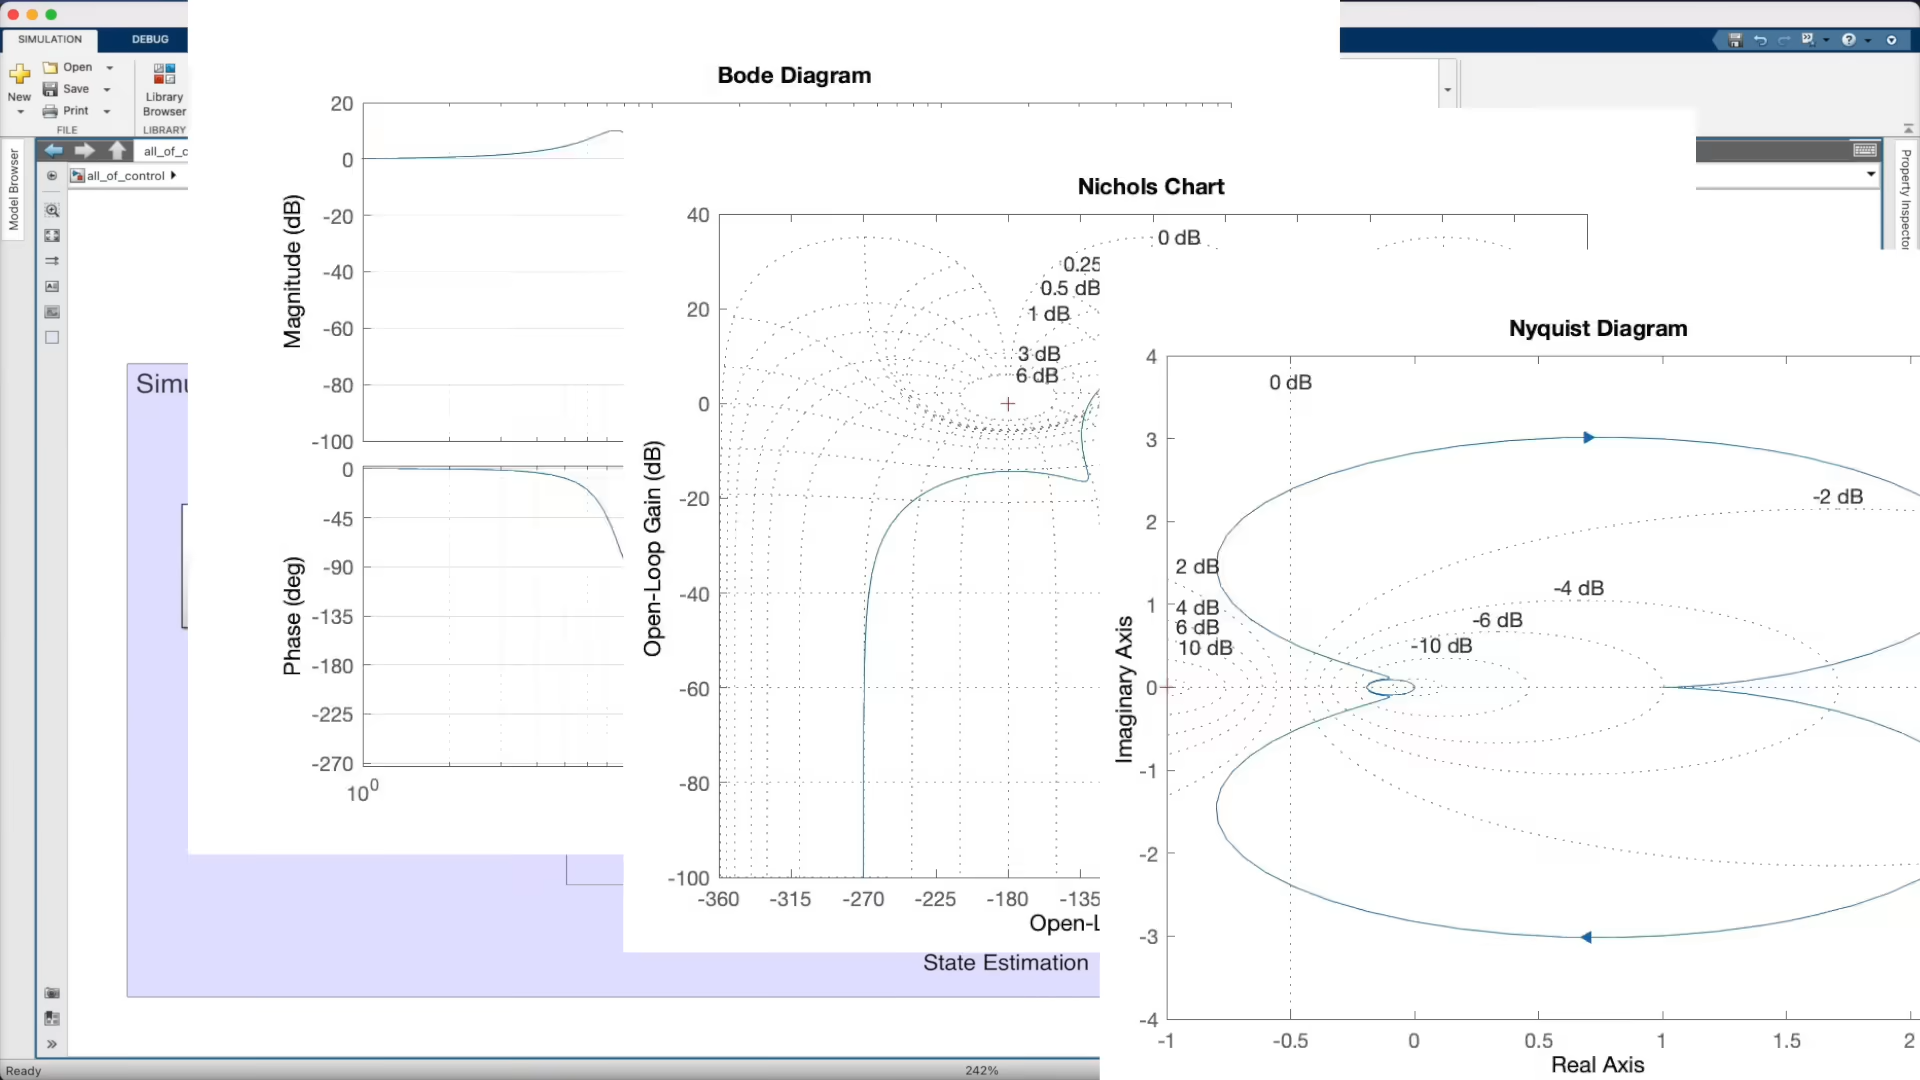 SIMULATION
DEBUG
New
Open
Save
Print
FILE
Library
Browser
LIBRARY
Model Browser
all_of_c
all_of_control
Property Inspecto
Simu
Bode Diagram
Magnitude (dB)
20
0
-20
-40
-60
-80
-100
Phase (deg)
0
-45
-90
-135
-180
-225
-270
10^0
Nichols Chart
Open-Loop Gain (dB)
40
20
0
-20
-40
-60
-80
-100
0 dB
0.25
0.5 dB
1 dB
3 dB
6 dB
-360
-315
-270
-225
-180
-135
Open-L
Nyquist Diagram
Imaginary Axis
4
3
2
1
0
-1
-2
-3
-4
0 dB
-2 dB
2 dB
-4 dB
4 dB
-6 dB
6 dB
-10 dB
10 dB
-1
-0.5
0
0.5
1
1.5
2
Real Axis
State Estimation
Ready
242%